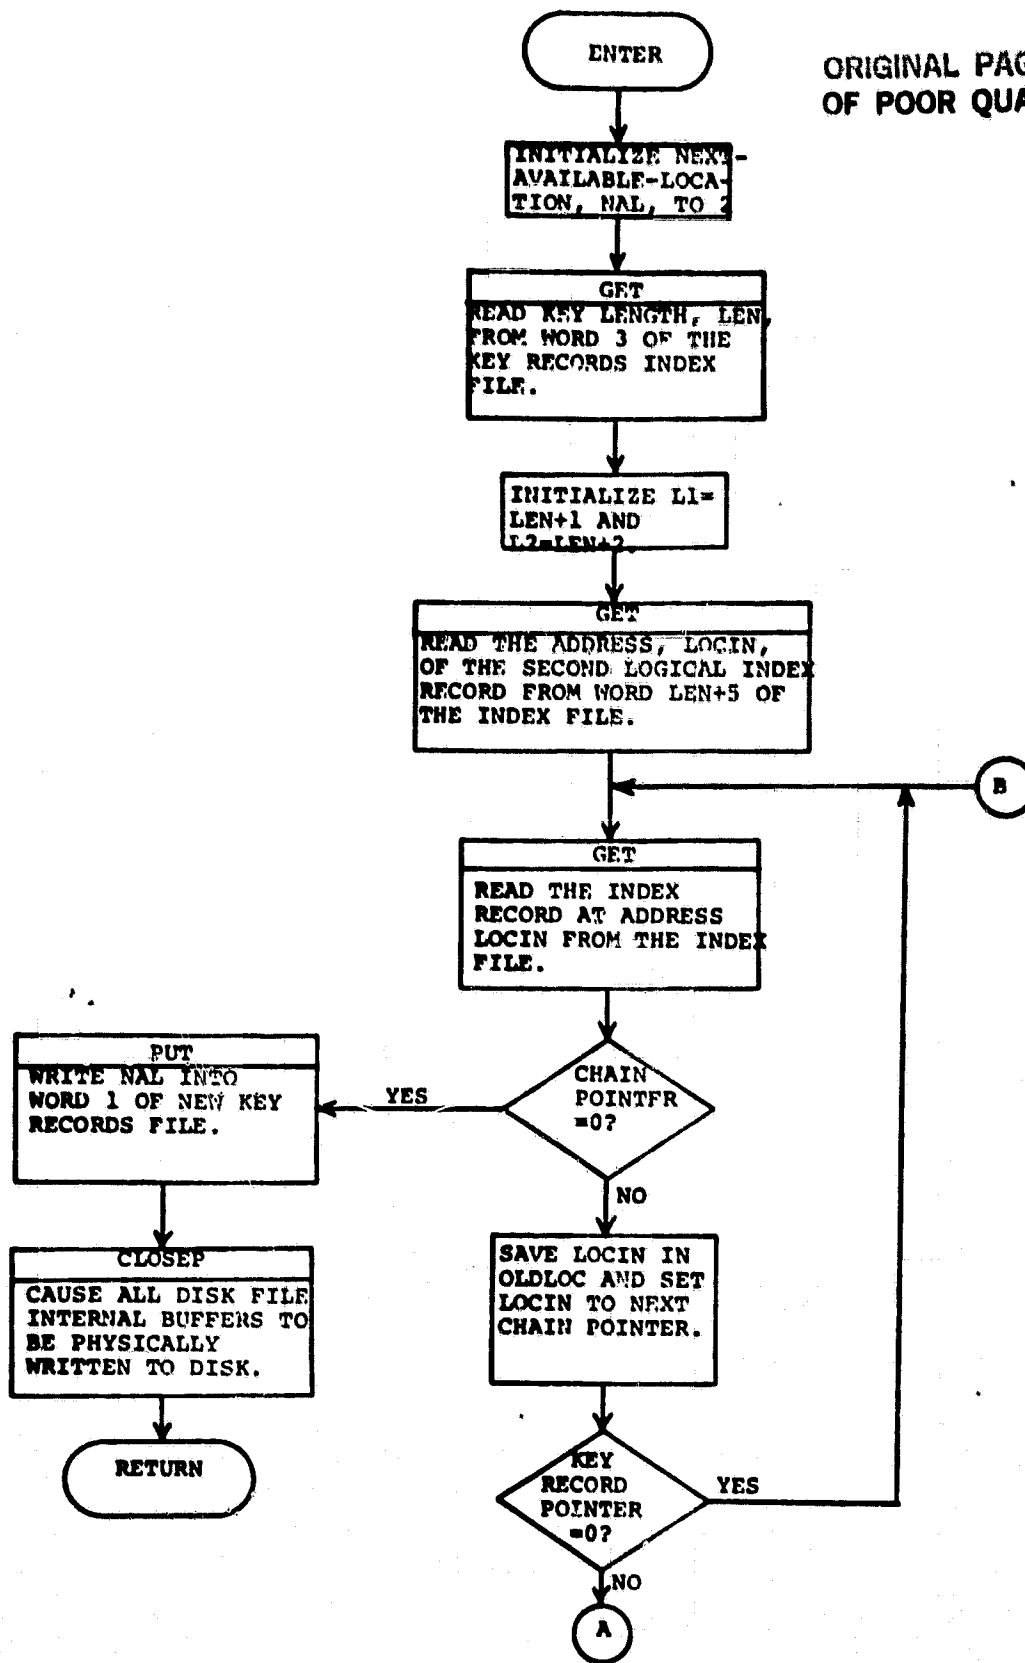 ENTER
ORIGINAL PAG
OF POOR QUA
INITIALIZE NEXT-
AVAILABLE-LOCA-
TION, NAL, TO 2
GET
READ KEY LENGTH, LEN,
FROM WORD 3 OF THE
KEY RECORDS INDEX
FILE.
INITIALIZE L1=
LEN+1 AND
L2=LEN+2.
GET
READ THE ADDRESS, LOCIN,
OF THE SECOND LOGICAL INDEX
RECORD FROM WORD LEN+5 OF
THE INDEX FILE.
B
GET
READ THE INDEX
RECORD AT ADDRESS
LOCIN FROM THE INDEX
FILE.
CHAIN
POINTER
=0?
YES
NO
PUT
WRITE NAL INTO
WORD 1 OF NEW KEY
RECORDS FILE.
CLOSEP
CAUSE ALL DISK FILE
INTERNAL BUFFERS TO
BE PHYSICALLY
WRITTEN TO DISK.
RETURN
SAVE LOCIN IN
OLDLOC AND SET
LOCIN TO NEXT
CHAIN POINTER.
KEY
RECORD
POINTER
=0?
YES
NO
A